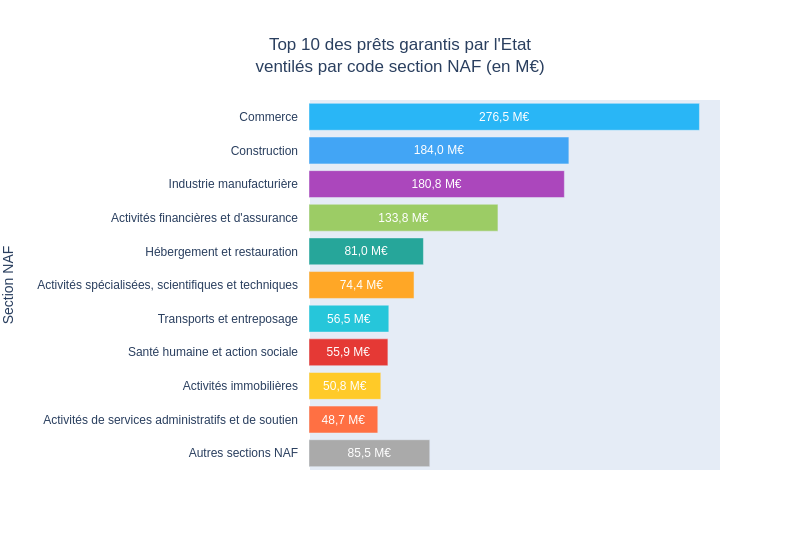 Top 10 des prêts garantis par l'Etat
ventilés par code section NAF (en M€)
Section NAF
Commerce 276,5 M€
Construction 184,0 M€
Industrie manufacturière 180,8 M€
Activités financières et d'assurance 133,8 M€
Hébergement et restauration 81,0 M€
Activités spécialisées, scientifiques et techniques 74,4 M€
Transports et entreposage 56,5 M€
Santé humaine et action sociale 55,9 M€
Activités immobilières 50,8 M€
Activités de services administratifs et de soutien 48,7 M€
Autres sections NAF 85,5 M€